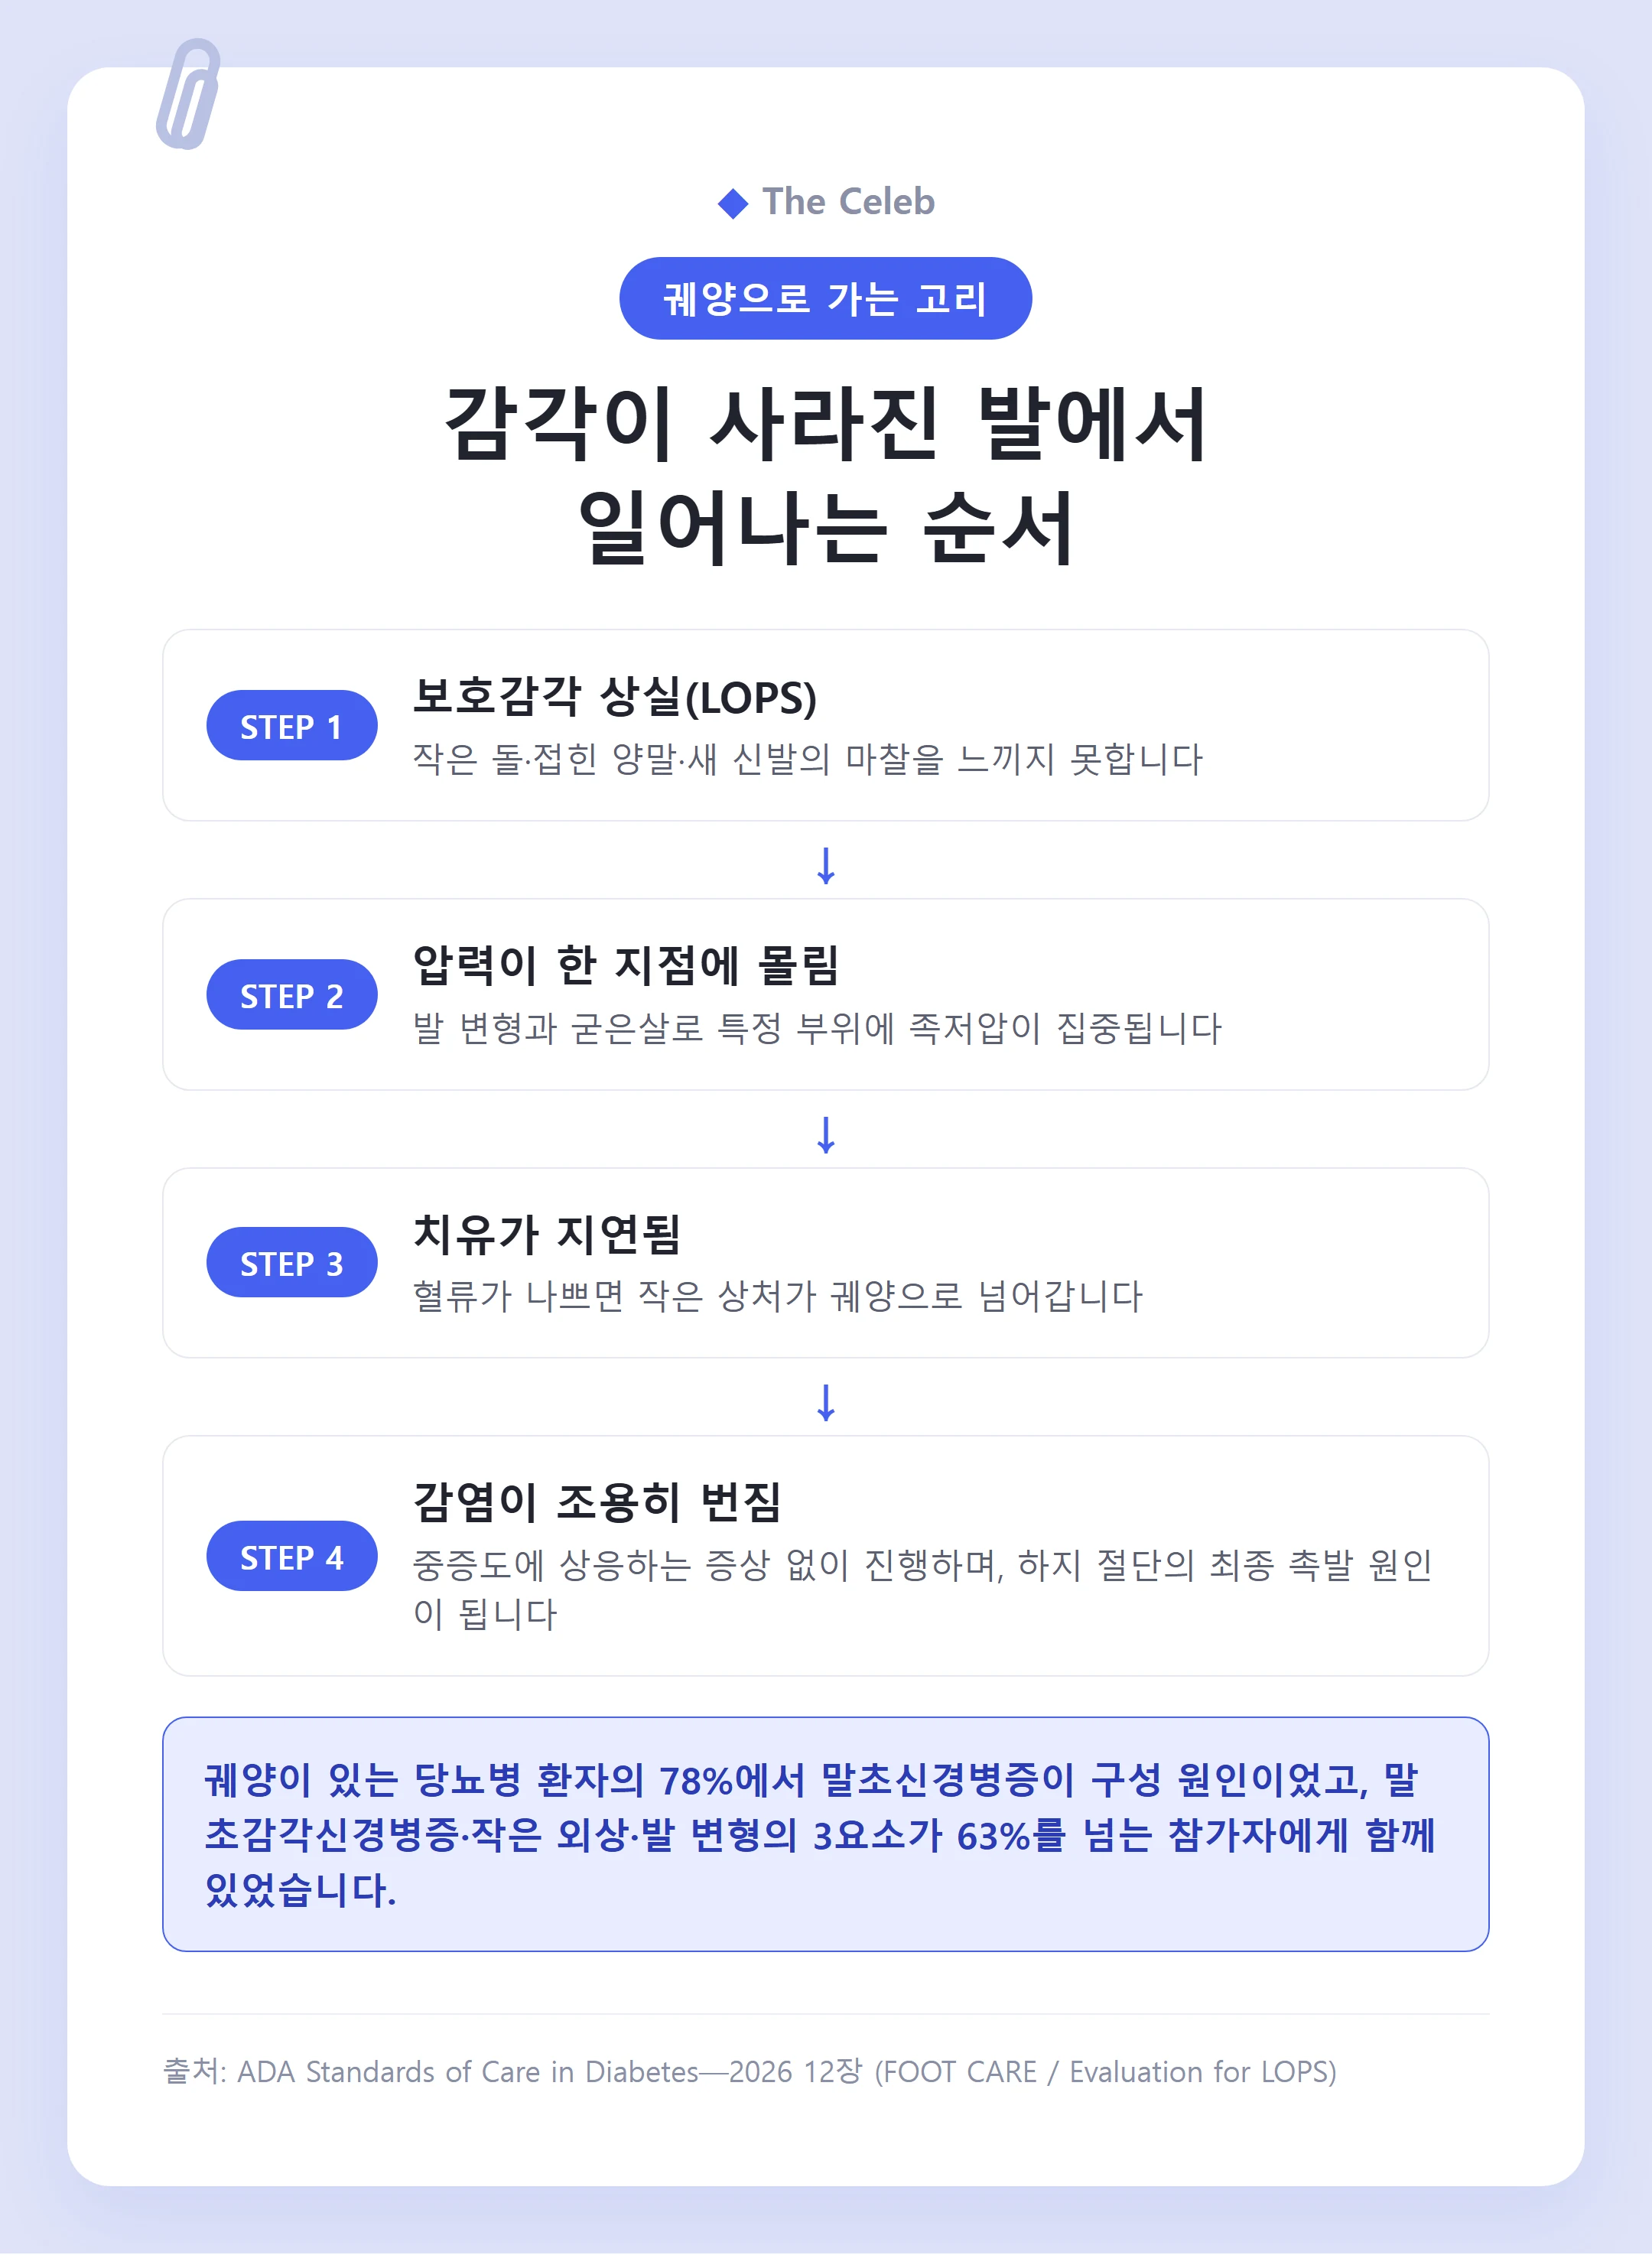 ◆ The Celeb
궤양으로 가는 고리
감각이 사라진 발에서
일어나는 순서
STEP 1
보호감각 상실(LOPS)
작은 돌·접힌 양말·새 신발의 마찰을 느끼지 못합니다
↓
STEP 2
압력이 한 지점에 몰림
발 변형과 굳은살로 특정 부위에 족저압이 집중됩니다
↓
STEP 3
치유가 지연됨
혈류가 나쁘면 작은 상처가 궤양으로 넘어갑니다
↓
STEP 4
감염이 조용히 번짐
중증도에 상응하는 증상 없이 진행하며, 하지 절단의 최종 촉발 원인
이 됩니다
궤양이 있는 당뇨병 환자의 78%에서 말초신경병증이 구성 원인이었고, 말
초감각신경병증·작은 외상·발 변형의 3요소가 63%를 넘는 참가자에게 함께
있었습니다.
출처: ADA Standards of Care in Diabetes—2026 12장 (FOOT CARE / Evaluation for LOPS)